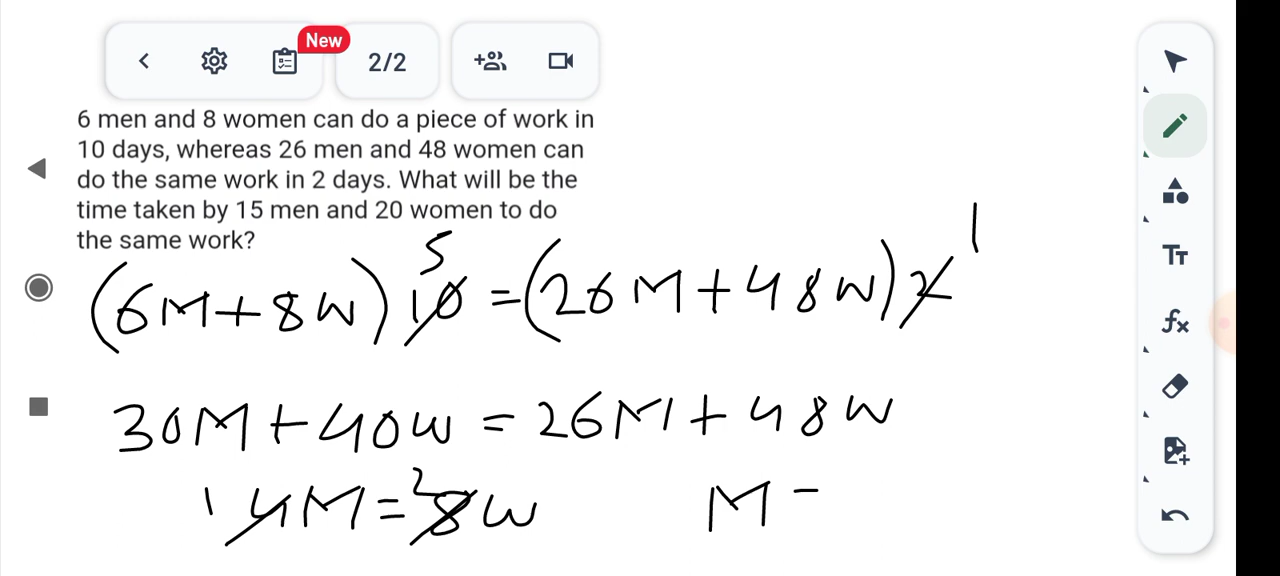 New
2/2
6 men and 8 women can do a piece of work in
10 days, whereas 26 men and 48 women can
do the same work in 2 days. What will be the
time taken by 15 men and 20 women to do
the same work?
5 1
(6M+8W) 10 = (26M+48W) 2
30M+40W = 26M+48W
1 4M = 2 8W M -
TT
fx